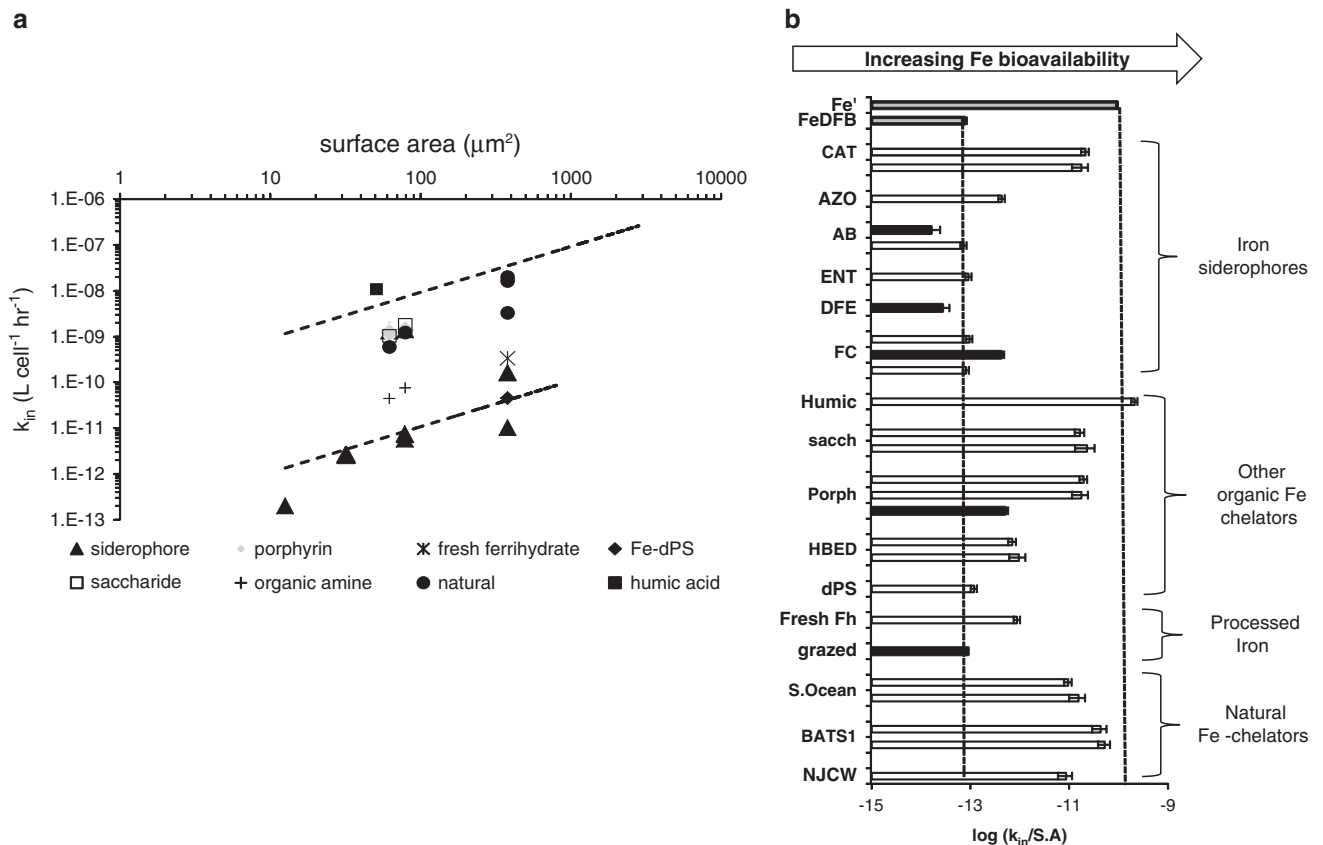 a
surface area (μm²)
1 10 100 1000 10000
1.E-06
1.E-07
1.E-08
1.E-09
1.E-10
1.E-11
1.E-12
1.E-13
k_in (L cell⁻¹ hr⁻¹)
siderophore porphyrin fresh ferrihydrate Fe-dPS
saccharide organic amine natural humic acid
b
Increasing Fe bioavailability
Fe'
FeDFB
CAT
AZO
AB
ENT
DFE
FC
Iron
siderophores
Humic
sacch
Porph
HBED
dPS
Other
organic Fe
chelators
Fresh Fh
grazed
Processed
Iron
S.Ocean
BATS1
NJCW
Natural
Fe -chelators
-15 -13 -11 -9
log (k_in/S.A)